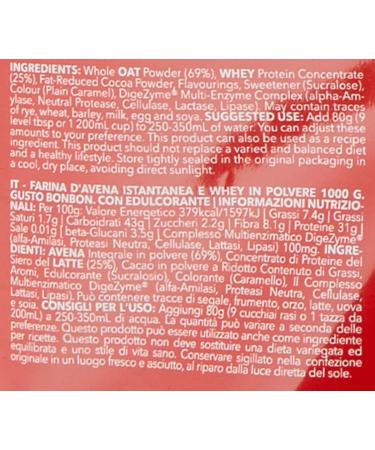 INGREDIENTS: Whole OAT Powder (69%), WHEY Protein Concentrate
(25%), Fat-Reduced Cocoa Powder, Flavourings, Sweetener (Sucralose),
Colour (Plain Caramel), DigeZyme® Multi-Enzyme Complex (alpha-Am-
ylase, Neutral Protease, Cellulase, Lactase, Lipase). May contain traces
of rye, wheat, barley, milk, egg and soya. SUGGESTED USE: Add 80g (9
level tbsp or 1 200mL cup) to 250-350mL of water. You can adjust these
amounts to your preference. This product can also be used as a recipe
ingredient. This product should not replace a varied and balanced diet
and a healthy lifestyle. Store tightly sealed in the original packaging in
a cool, dry place, avoiding direct sunlight.
IT - FARINA D'AVENA ISTANTANEA E WHEY IN POLVERE 1000 G.
GUSTO BONBON. CON EDULCORANTE | INFORMAZIONI NUTRIZIO-
NALI: Per 100g: Valore Energetico 379kcal/1597kJ | Grassi 7.4g | Grassi
Saturi 1.7g | Carboidrati 43g | Zuccheri 2.2g | Fibra 8.1g | Proteine 31g |
Sale 0.01g | beta-Glucani 3.5g | Complesso Multienzimatico DigeZyme®
(alfa-Amilasi, Proteasi Neutra, Cellulasi, Lattasi, Lipasi) 100mg. INGRE-
DIENTI: AVENA Integrale in polvere (69%), Concentrato di Proteine del
Siero del LATTE (25%), Cacao in polvere a Ridotto Contenuto di Grassi,
Aromi, Edulcorante (Sucralosio), Colorante (Caramello), Il Complesso
Multienzimatico DigeZyme® (alfa-Amilasi, Proteasi Neutra, Cellulasi,
Lattasi, Lipasi). Può contenere traccie di segale, frumento, orzo, latte, uova
e soia. CONSIGLI PER L'USO: Aggiungi 80g (9 cucchiai rasi o 1 tazza da
200mL) a 250-350mL di acqua. La quantità può variare a seconda delle
preferenze. Questo prodotto può essere utilizzato anche come ingrediente
per ricette. Questo prodotto non deve sostituire una dieta variegata ed
equilibrata e uno stile di vita sano. Conservare sigillato nella confezione
originale in un luogo fresco e asciutto, al riparo dalla luce diretta del sole.